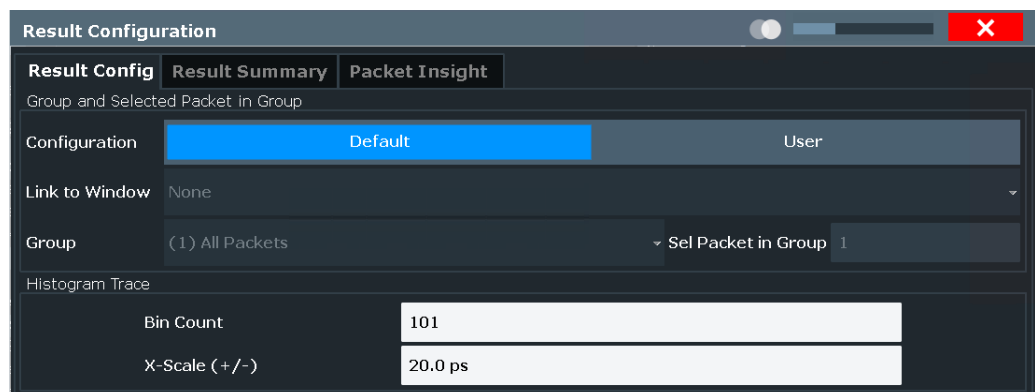 Result Configuration
Result Config Result Summary Packet Insight
Group and Selected Packet in Group
Configuration Default User
Link to Window None
Group (1) All Packets Sel Packet in Group 1
Histogram Trace
Bin Count 101
X-Scale (+/-) 20.0 ps